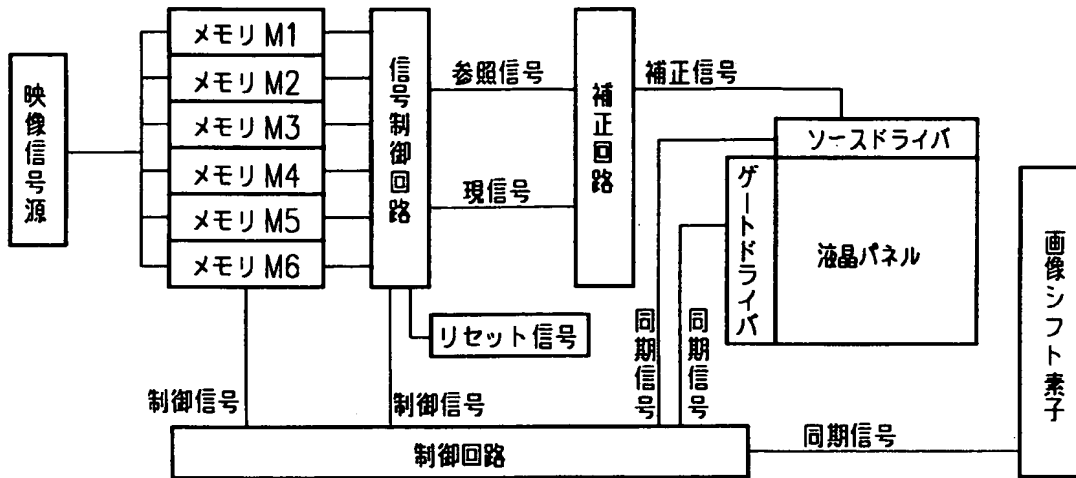 映像信号源
メモリ M1
メモリ M2
メモリ M3
メモリ M4
メモリ M5
メモリ M6
信号制御回路
参照信号
現信号
補正回路
補正信号
ソースドライバ
ゲートドライバ
液晶パネル
画像シフト素子
リセット信号
同期信号
同期信号
制御信号
制御信号
同期信号
制御回路